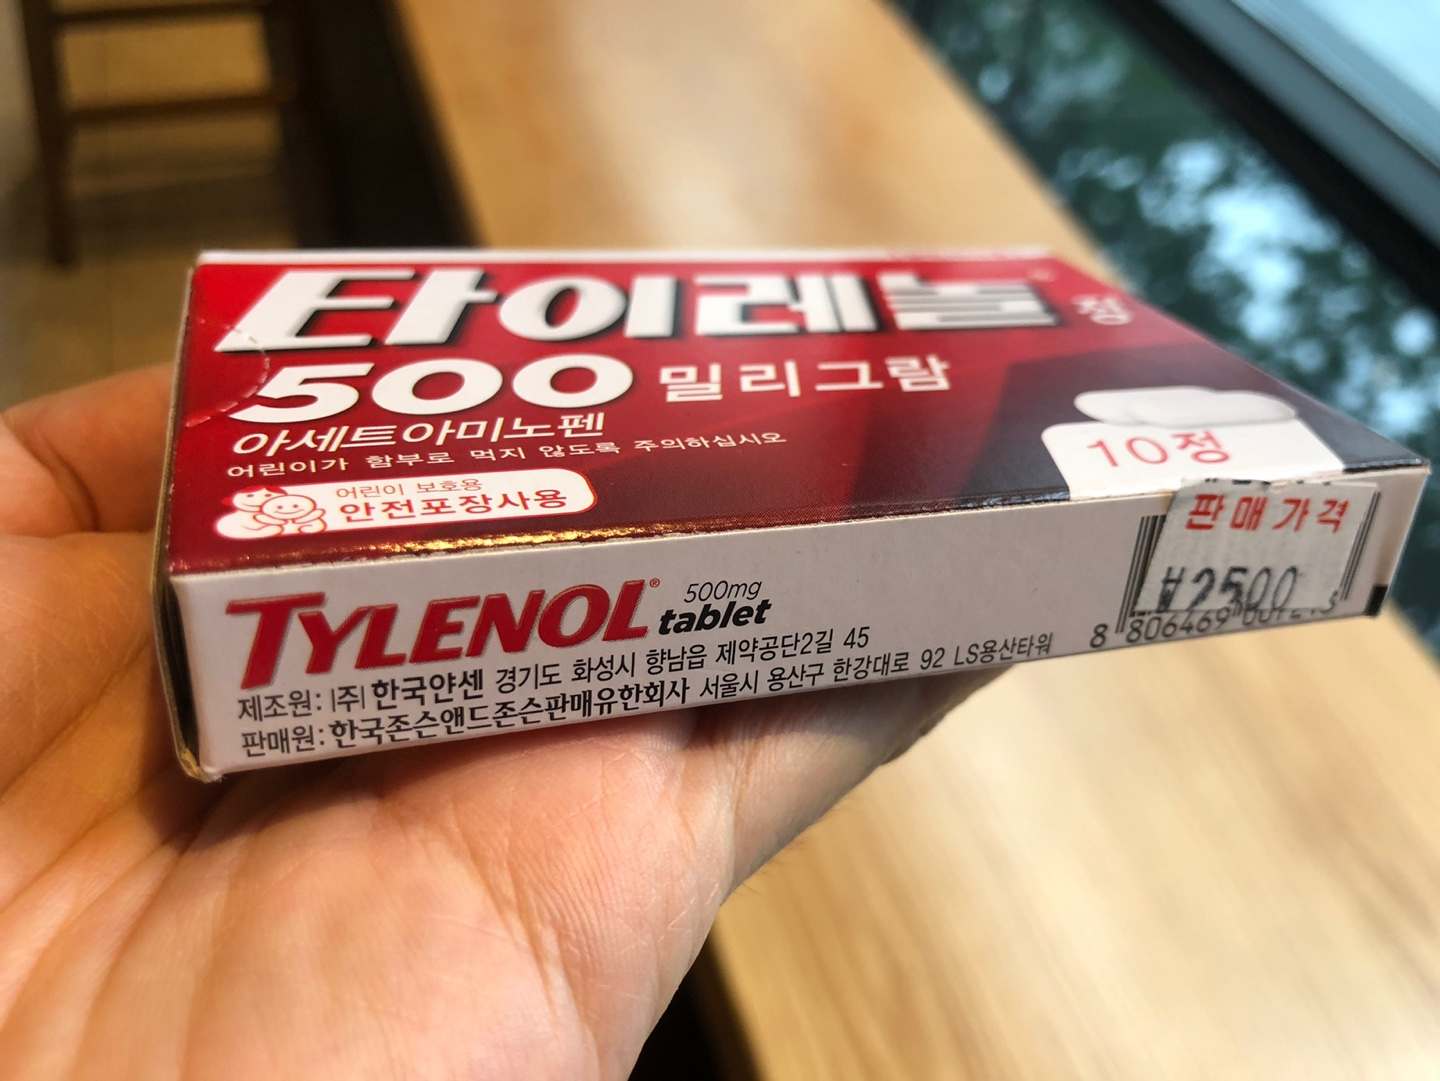 타이레놀 정
500 밀리그람
아세트아미노펜
어린이가 함부로 먹지 않도록 주의하십시오
어린이 보호용
안전포장사용
10정
판매가격
₩2500
TYLENOL® 500mg
tablet
제조원: (주)한국얀센 경기도 화성시 향남읍 제약공단2길 45
판매원: 한국존슨앤드존슨판매유한회사 서울시 용산구 한강대로 92 LS용산타워
8 806469